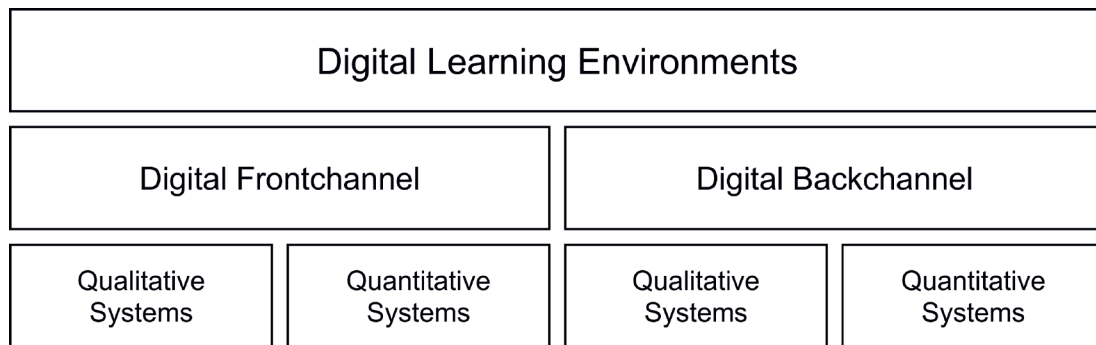 Digital Learning Environments
Digital Frontchannel
Digital Backchannel
Qualitative
Systems
Quantitative
Systems
Qualitative
Systems
Quantitative
Systems